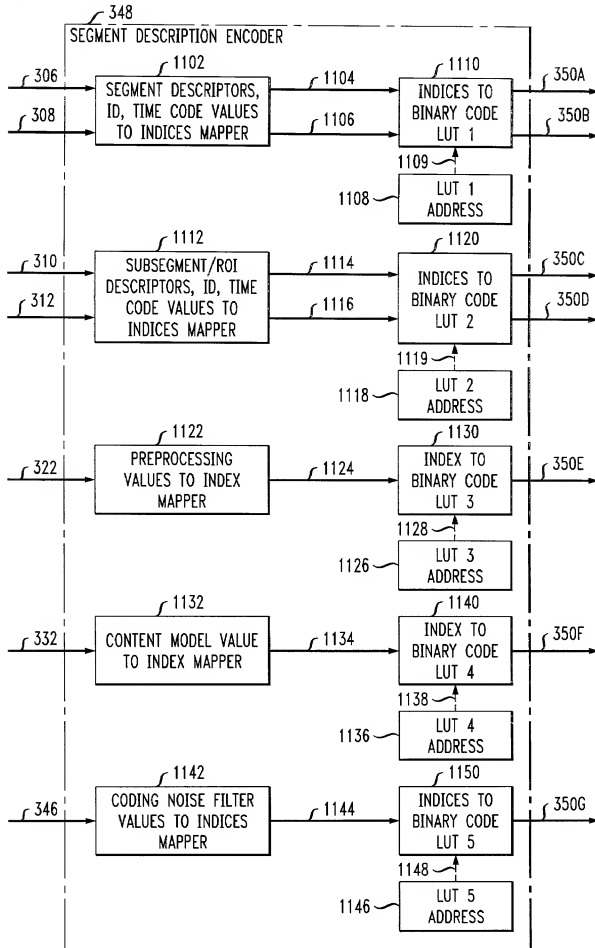 348
SEGMENT DESCRIPTION ENCODER
306
308
1102
SEGMENT DESCRIPTORS,
ID, TIME CODE VALUES
TO INDICES MAPPER
1104
1106
1110
INDICES TO
BINARY CODE
LUT 1
350A
350B
1109
1108
LUT 1
ADDRESS
310
312
1112
SUBSEGMENT/ROI
DESCRIPTORS, ID, TIME
CODE VALUES TO
INDICES MAPPER
1114
1116
1120
INDICES TO
BINARY CODE
LUT 2
350C
350D
1119
1118
LUT 2
ADDRESS
322
1122
PREPROCESSING
VALUES TO INDEX
MAPPER
1124
1130
INDEX TO
BINARY CODE
LUT 3
350E
1128
1126
LUT 3
ADDRESS
332
1132
CONTENT MODEL VALUE
TO INDEX MAPPER
1134
1140
INDEX TO
BINARY CODE
LUT 4
350F
1138
1136
LUT 4
ADDRESS
346
1142
CODING NOISE FILTER
VALUES TO INDICES
MAPPER
1144
1150
INDICES TO
BINARY CODE
LUT 5
350G
1148
1146
LUT 5
ADDRESS